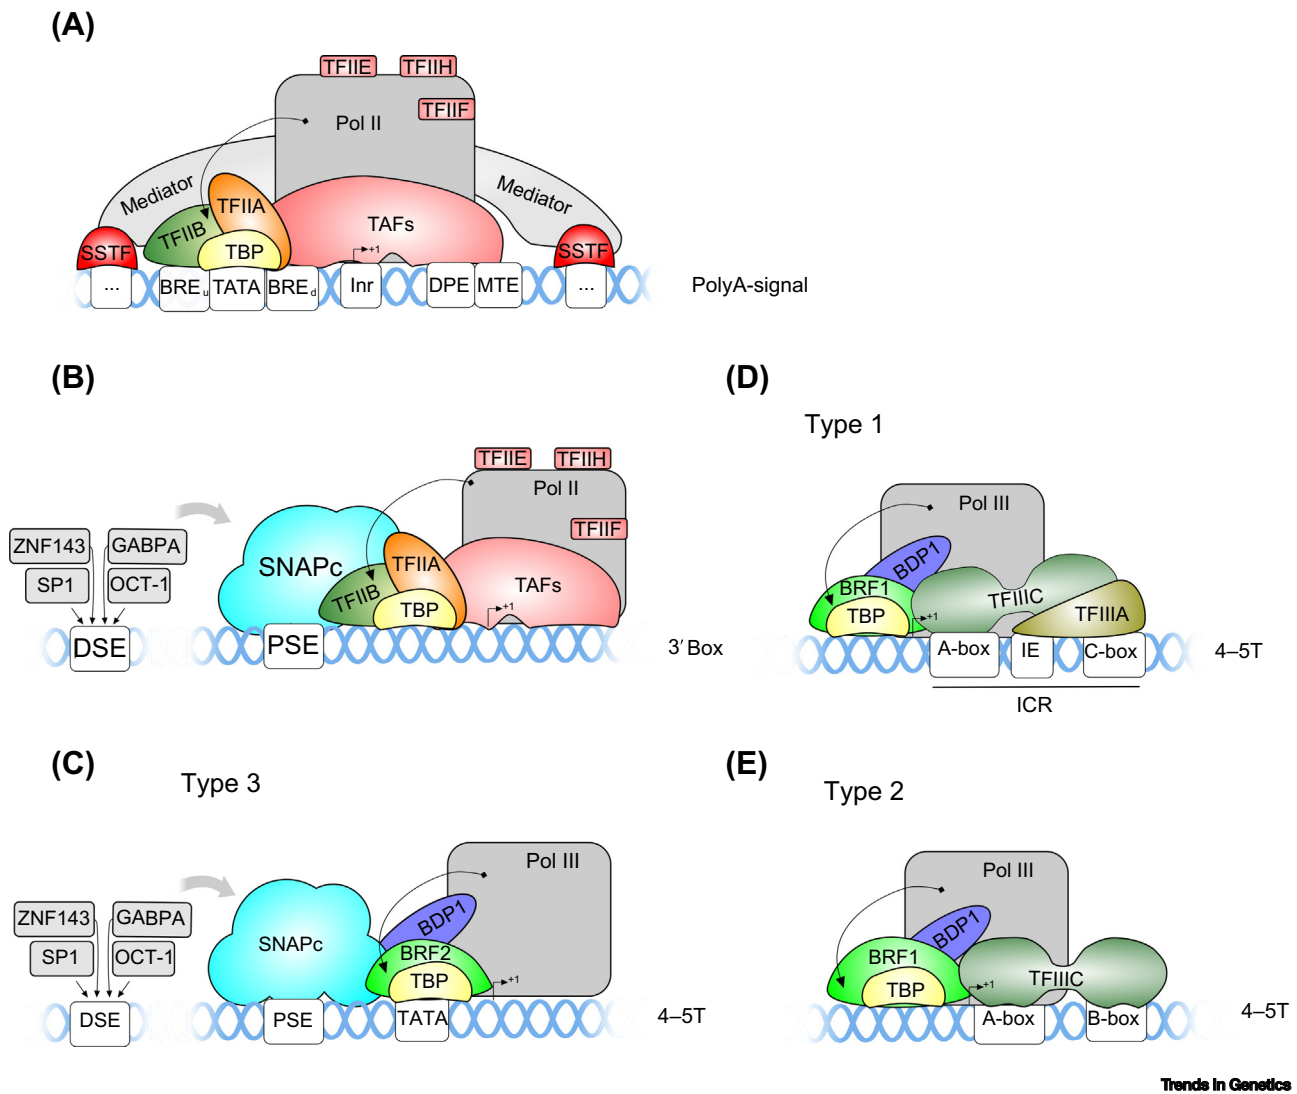 (A)
TFIIE
TFIIH
TFIIF
Pol II
Mediator
Mediator
TFIIA
TFIIB
TBP
TAFs
SSTF
SSTF
+1
...
BREu
TATA
BREd
Inr
DPE
MTE
...
PolyA-signal
(B)
TFIIE
TFIIH
Pol II
TFIIF
ZNF143
GABPA
SP1
OCT-1
SNAPc
TFIIA
TFIIB
TBP
TAFs
+1
DSE
PSE
3′ Box
(D)
Type 1
Pol III
BDP1
BRF1
TBP
TFIIIC
TFIIIA
+1
A-box
IE
C-box
4–5T
ICR
(C)
Type 3
Pol III
ZNF143
GABPA
SP1
OCT-1
SNAPc
BDP1
BRF2
TBP
+1
DSE
PSE
TATA
4–5T
(E)
Type 2
Pol III
BDP1
BRF1
TBP
TFIIIC
+1
A-box
B-box
4–5T
Trends in Genetics